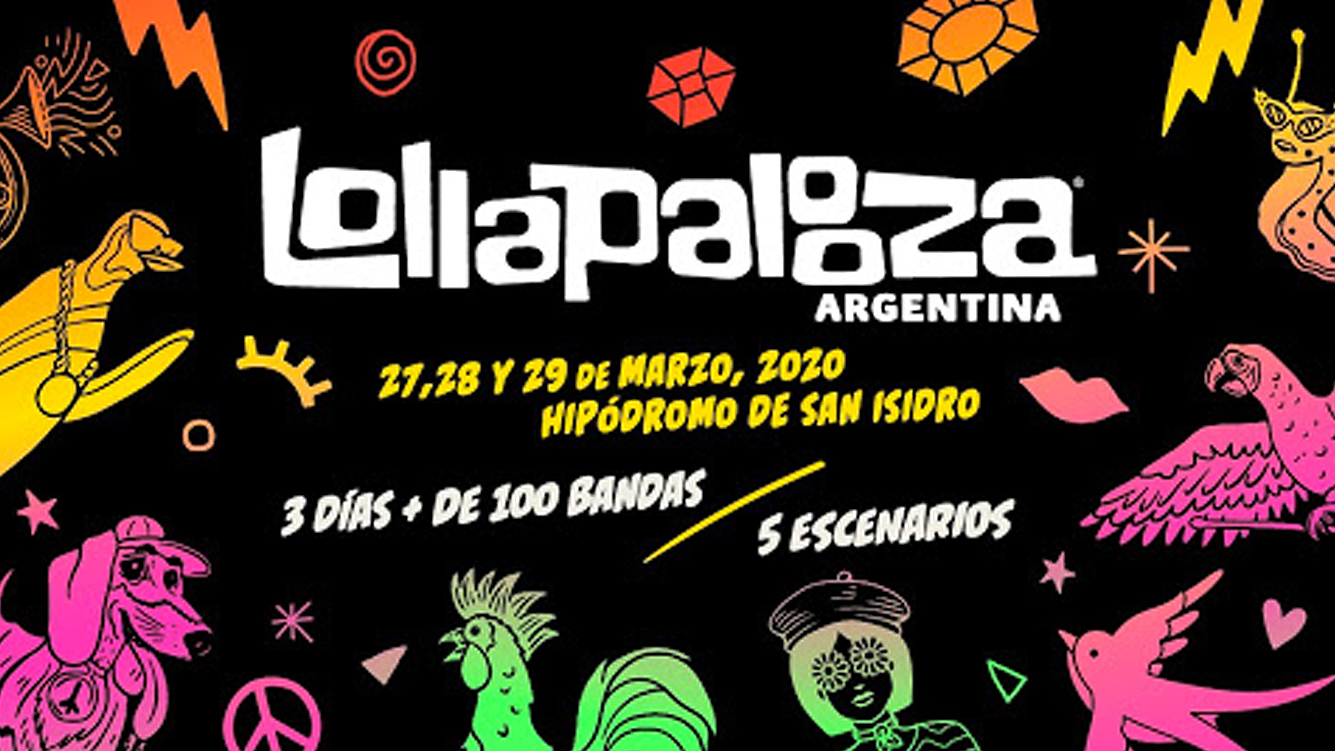 Lollapalooza®
ARGENTINA
27,28 Y 29 DE MARZO, 2020
HIPÓDROMO DE SAN ISIDRO
3 DÍAS + DE 100 BANDAS
5 ESCENARIOS